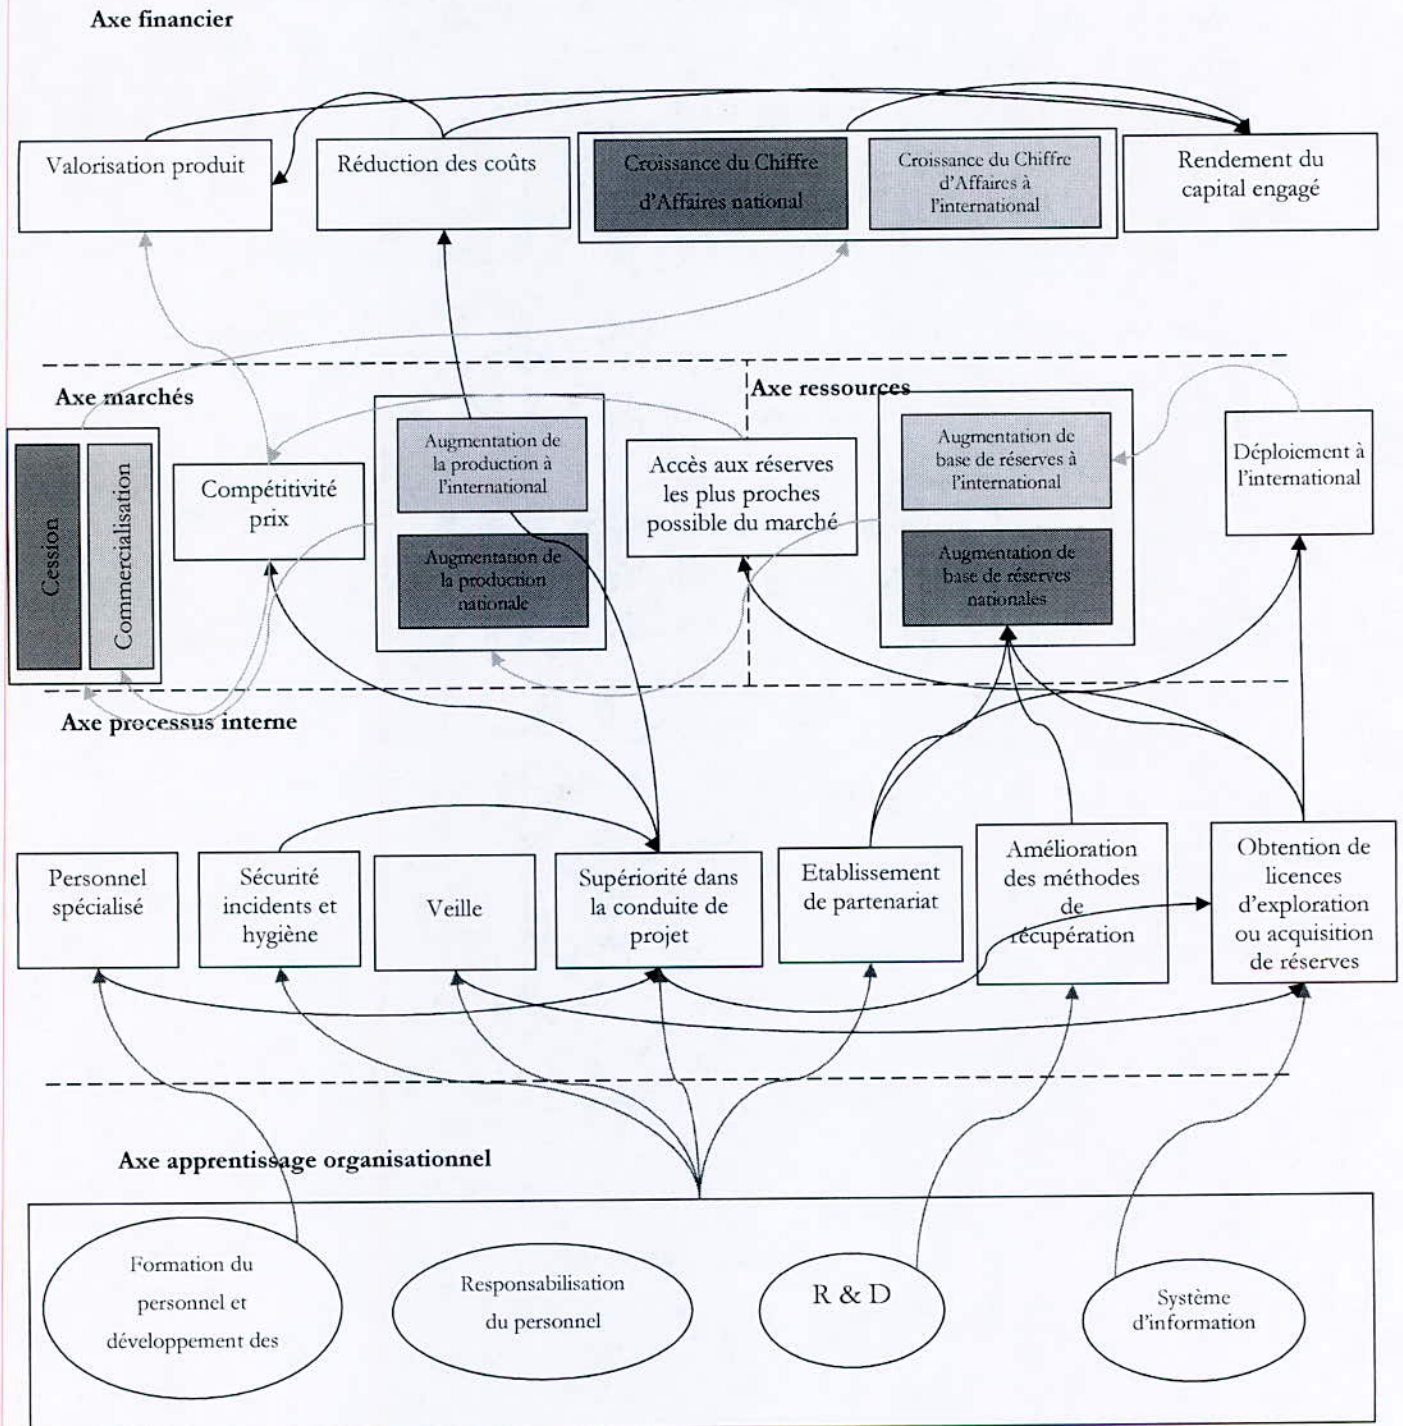 Axe financier
Valorisation produit
Réduction des coûts
Croissance du Chiffre
d'Affaires national
Croissance du Chiffre
d'Affaires à
l'international
Rendement du
capital engagé
Axe marchés
Axe ressources
Cession
Commercialisation
Compétitivité
prix
Augmentation de
la production à
l'international
Augmentation de
la production
nationale
Accès aux réserves
les plus proches
possible du marché
Augmentation de
base de réserves à
l'international
Augmentation de
base de réserves
nationales
Déploiement à
l'international
Axe processus interne
Personnel
spécialisé
Sécurité
incidents et
hygiène
Veille
Supériorité dans
la conduite de
projet
Etablissement
de partenariat
Amélioration
des méthodes
de
récupération
Obtention de
licences
d'exploration
ou acquisition
de réserves
Axe apprentissage organisationnel
Formation du
personnel et
développement des
Responsabilisation
du personnel
R & D
Système
d'information